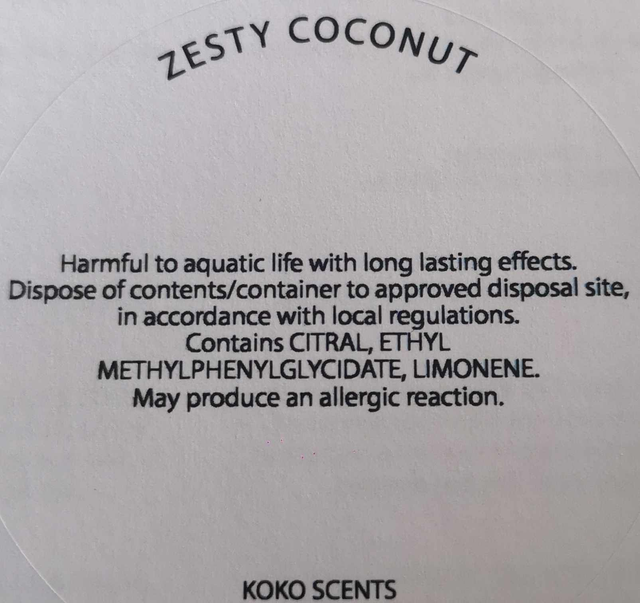 ZESTY COCONUT
Harmful to aquatic life with long lasting effects.
Dispose of contents/container to approved disposal site,
in accordance with local regulations.
Contains CITRAL, ETHYL
METHYLPHENYLGLYCIDATE, LIMONENE.
May produce an allergic reaction.
KOKO SCENTS